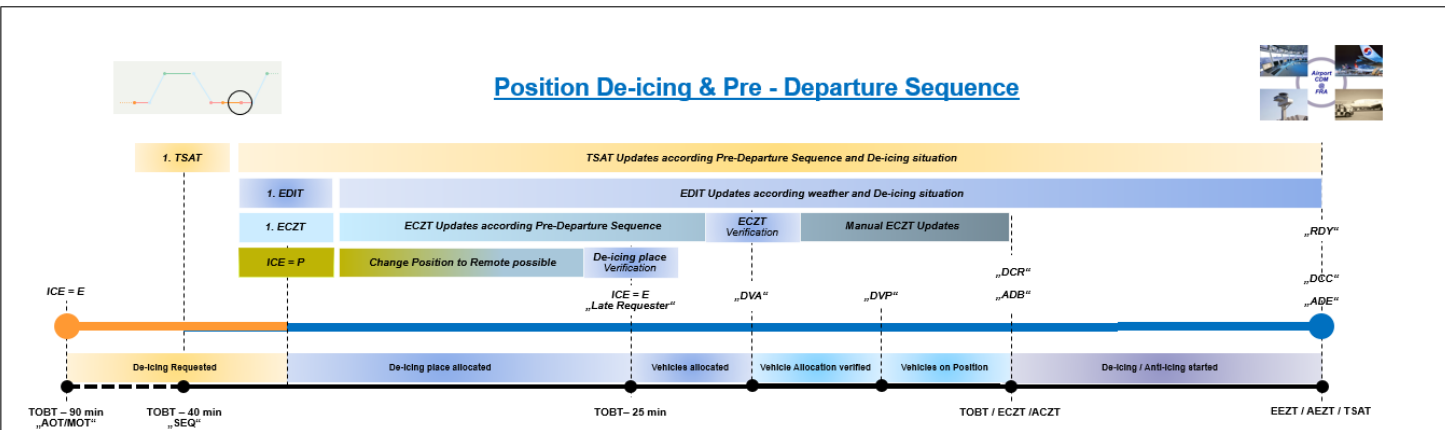 Position De-icing & Pre - Departure Sequence
Airport
CDM
@
FRA
1. TSAT
TSAT Updates according Pre-Departure Sequence and De-icing situation
1. EDIT
EDIT Updates according weather and De-icing situation
1. ECZT
ECZT Updates according Pre-Departure Sequence
ECZT
Verification
Manual ECZT Updates
„RDY“
ICE = P
Change Position to Remote possible
De-icing place
Verification
„DCR“
„DCC“
ICE = E
ICE = E
„Late Requester“
„DVA“
„DVP“
„ADB“
„ADE“
De-Icing Requested
De-icing place allocated
Vehicles allocated
Vehicle Allocation verified
Vehicles on Position
De-icing / Anti-icing started
TOBT – 90 min
„AOT/MOT“
TOBT – 40 min
„SEQ“
TOBT– 25 min
TOBT / ECZT /ACZT
EEZT / AEZT / TSAT